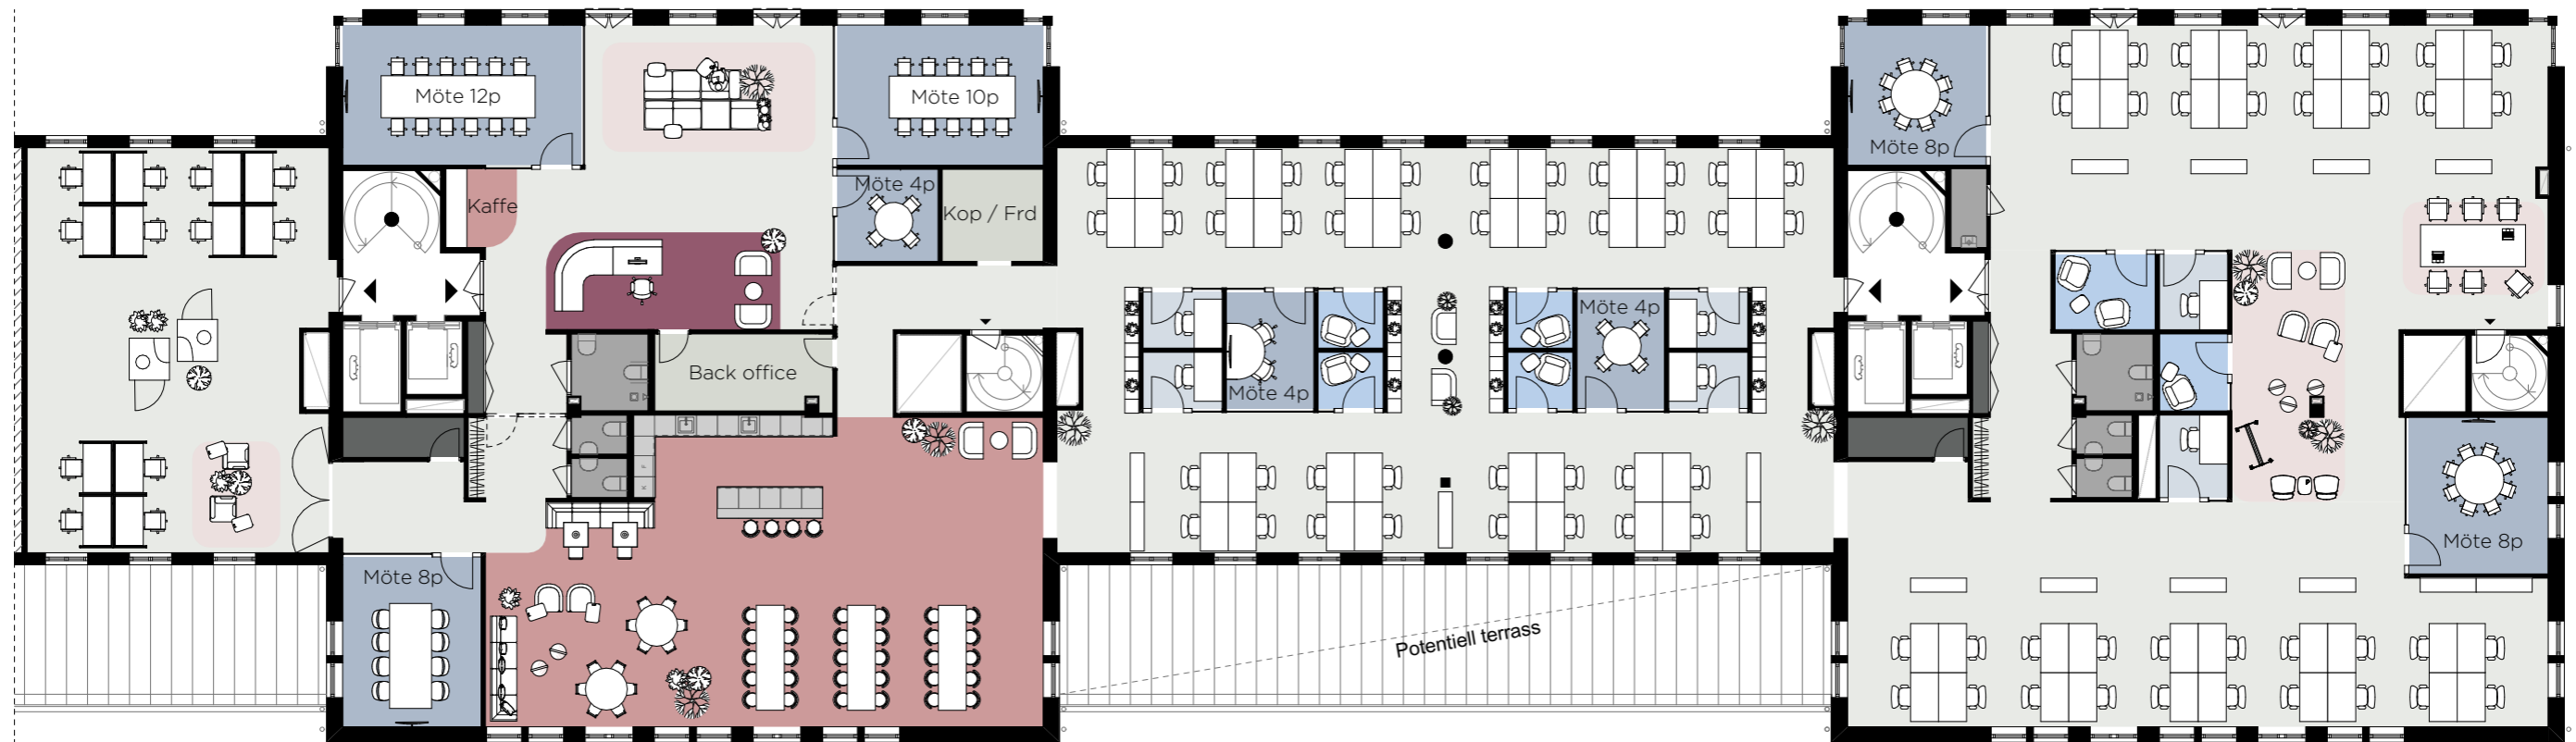 Möte 12p
Möte 10p
Möte 8p
Möte 4p
Kaffe
Kop / Frd
Möte 4p
Back office
Möte 4p
Möte 8p
Möte 8p
Potentiell terrass